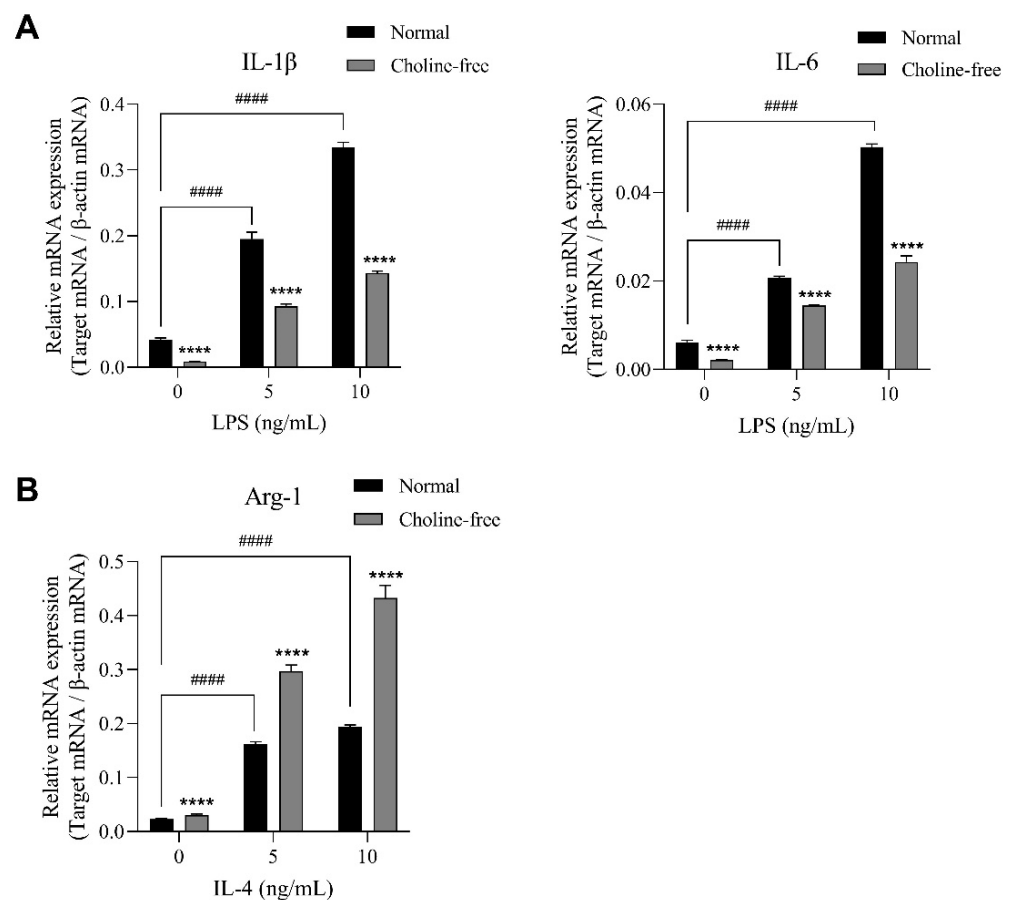 A
Normal
Choline-free
IL-1β
Relative mRNA expression
(Target mRNA / β-actin mRNA)
0.4
0.3
0.2
0.1
0.0
####
####
****
****
****
0
5
10
LPS (ng/mL)
Normal
Choline-free
IL-6
Relative mRNA expression
(Target mRNA / β-actin mRNA)
0.06
0.04
0.02
0.00
####
####
****
****
****
0
5
10
LPS (ng/mL)
B
Normal
Choline-free
Arg-1
Relative mRNA expression
(Target mRNA / β-actin mRNA)
0.5
0.4
0.3
0.2
0.1
0.0
####
####
****
****
****
0
5
10
IL-4 (ng/mL)